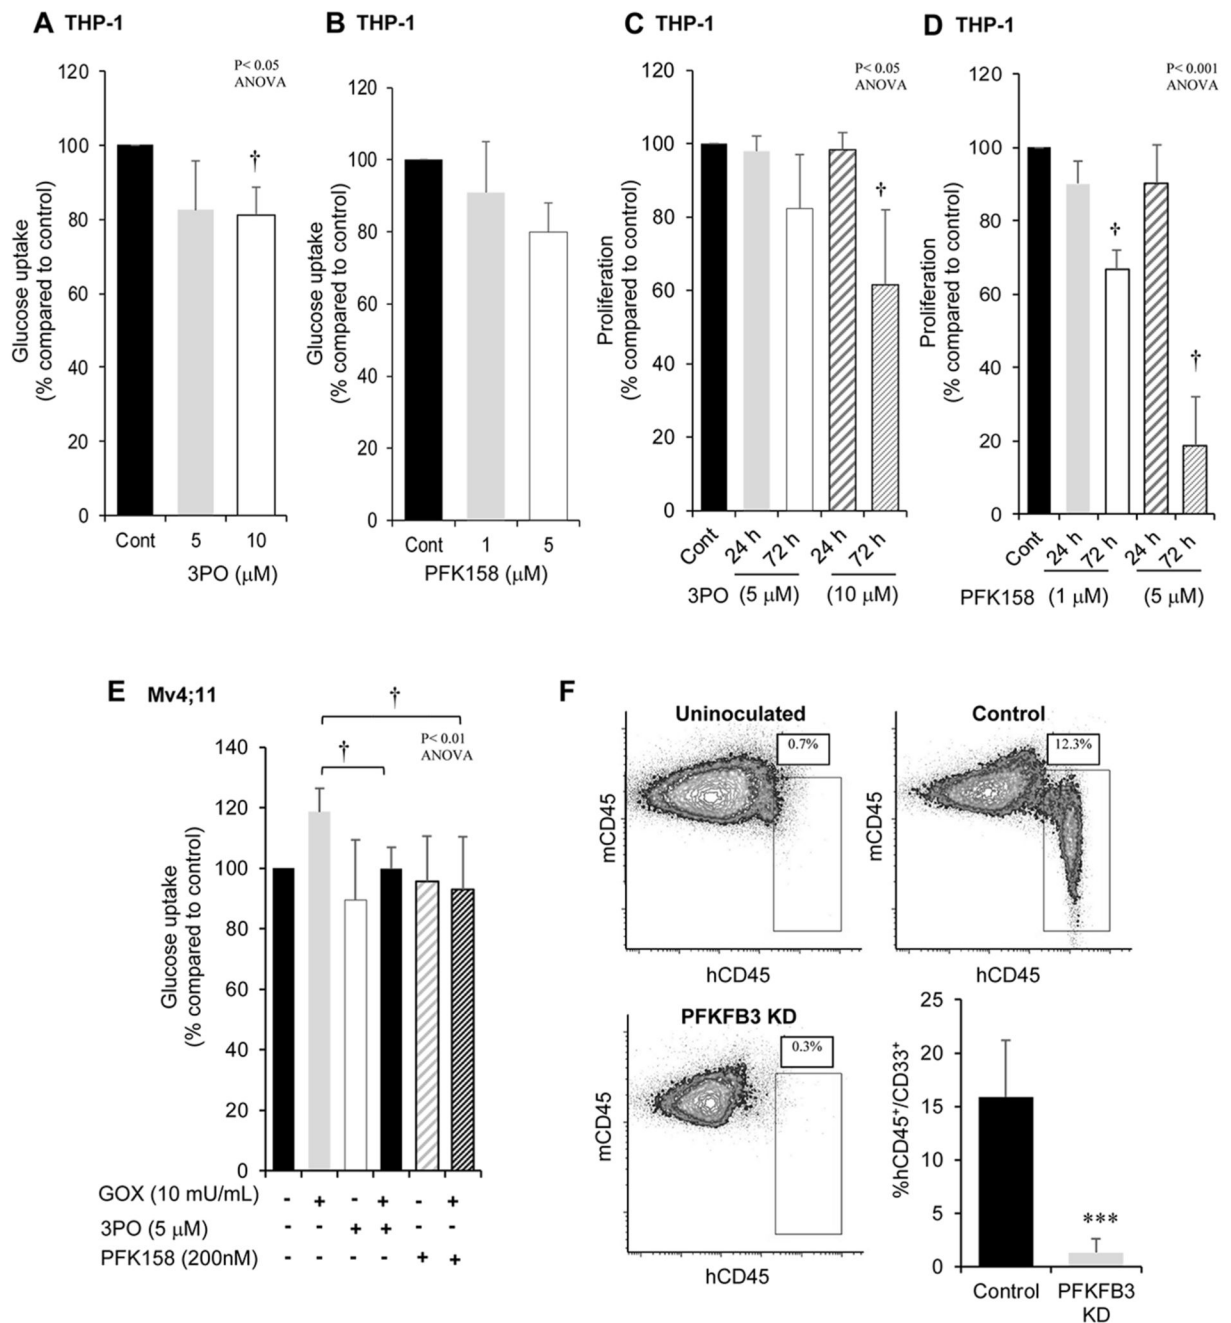 A THP-1
P< 0.05
ANOVA
Glucose uptake
(% compared to control)
120
100
80
60
40
20
0
Cont 5 10
3PO (μM)
†
B THP-1
Glucose uptake
(% compared to control)
120
100
80
60
40
20
0
Cont 1 5
PFK158 (μM)
C THP-1
P< 0.05
ANOVA
Proliferation
(% compared to control)
120
100
80
60
40
20
0
†
Cont 24 h 72 h 24 h 72 h
3PO (5 μM) (10 μM)
D THP-1
P< 0.001
ANOVA
Proliferation
(% compared to control)
120
100
80
60
40
20
0
†
†
Cont 24 h 72 h 24 h 72 h
PFK158 (1 μM) (5 μM)
E Mv4;11
†
†
P< 0.01
ANOVA
Glucose uptake
(% compared to control)
140
120
100
80
60
40
20
0
GOX (10 mU/mL) - + - + - +
3PO (5 μM) - - + + - -
PFK158 (200nM) - - - - + +
F
Uninoculated
0.7%
mCD45
hCD45
Control
12.3%
mCD45
hCD45
PFKFB3 KD
0.3%
mCD45
hCD45
%hCD45⁺/CD33⁺
25
20
15
10
5
0
***
Control PFKFB3
KD